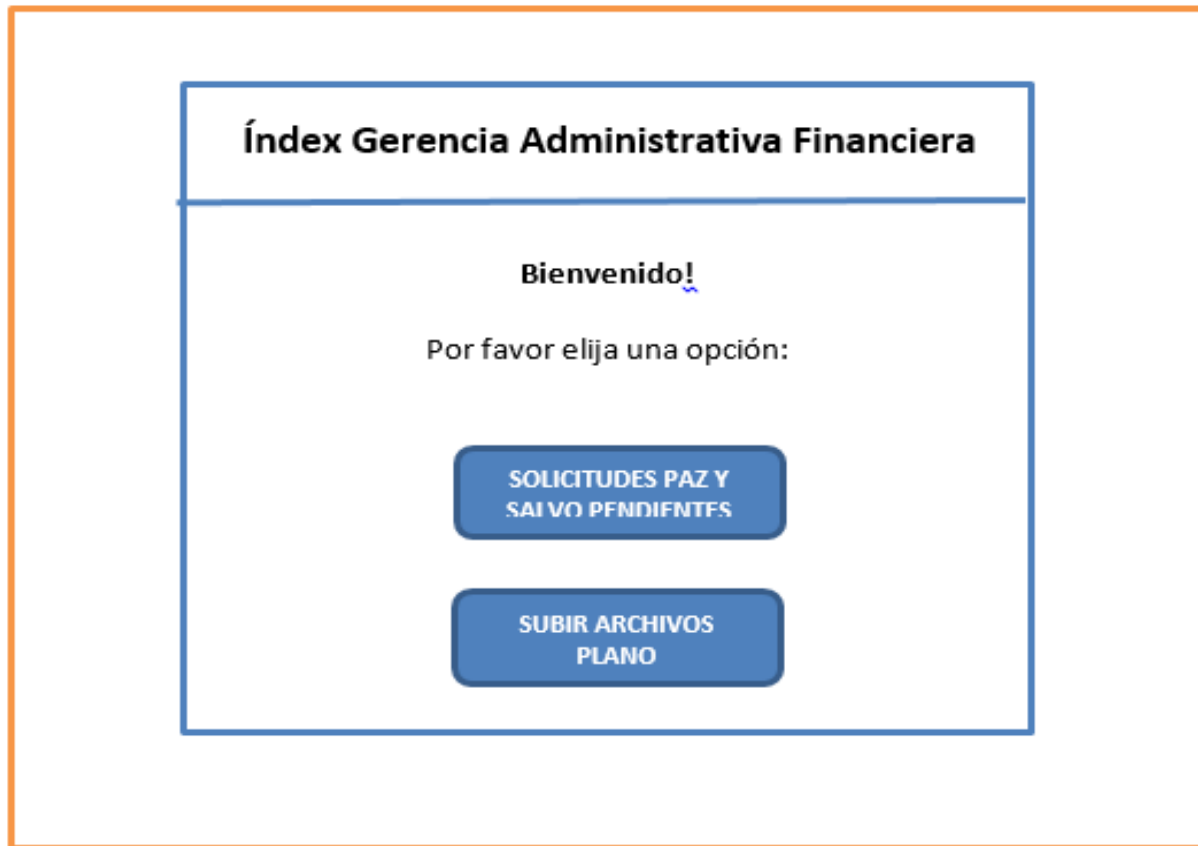 Índex Gerencia Administrativa Financiera
Bienvenido!
Por favor elija una opción:
SOLICITUDES PAZ Y
SALVO PENDIENTES
SUBIR ARCHIVOS
PLANO